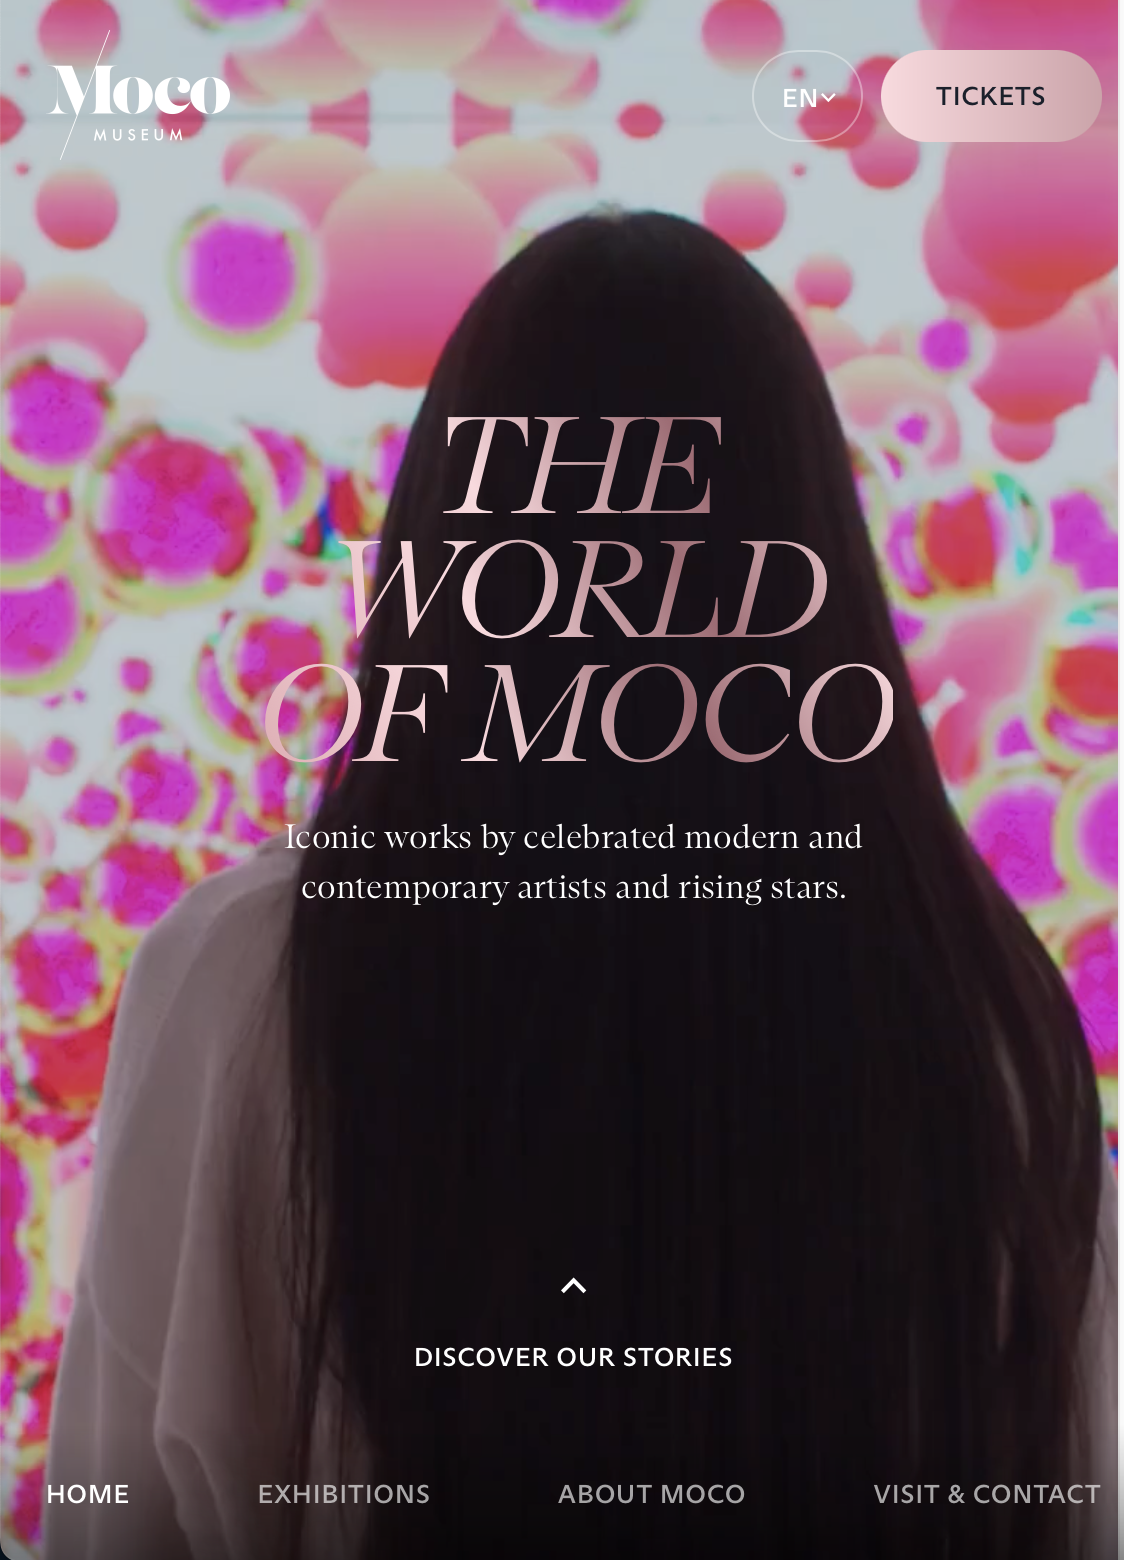 Moco
MUSEUM
EN
TICKETS
THE
WORLD
OF MOCO
Iconic works by celebrated modern and
contemporary artists and rising stars.
DISCOVER OUR STORIES
HOME
EXHIBITIONS
ABOUT MOCO
VISIT & CONTACT